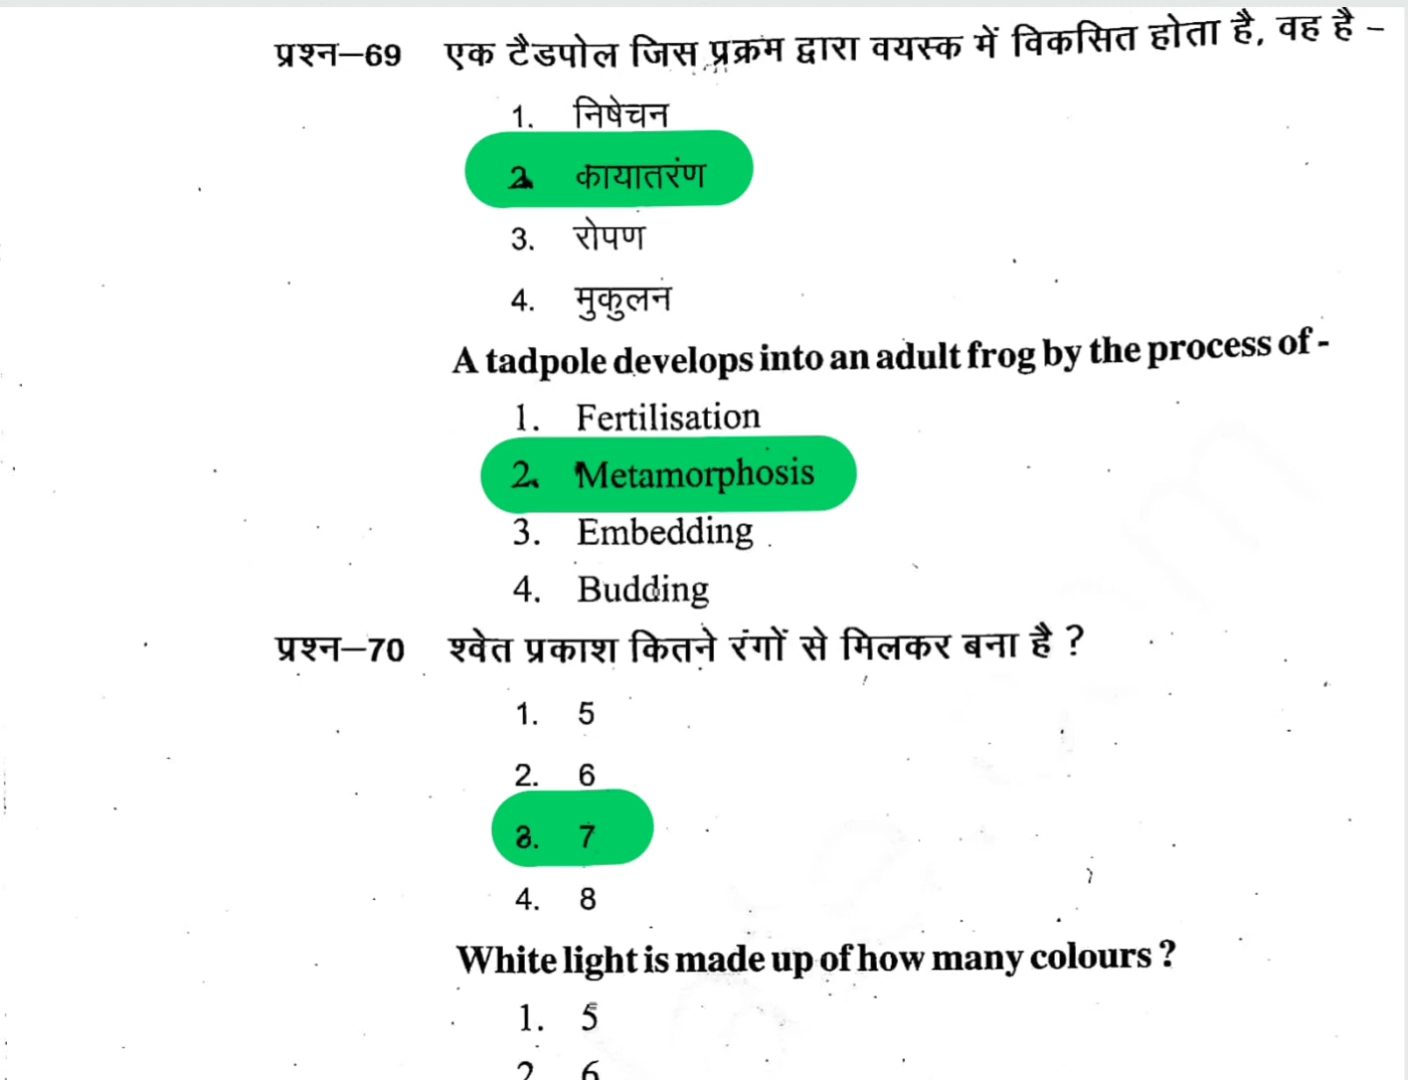 प्रश्न–69 एक टैडपोल जिस प्रक्रम द्वारा वयस्क में विकसित होता है, वह है –
1. निषेचन
2. कायातरंण
3. रोपण
4. मुकुलन
A tadpole develops into an adult frog by the process of -
1. Fertilisation
2. Metamorphosis
3. Embedding
4. Budding
प्रश्न–70 श्वेत प्रकाश कितने रंगों से मिलकर बना है ?
1. 5
2. 6
3. 7
4. 8
White light is made up of how many colours ?
1. 5
2 6